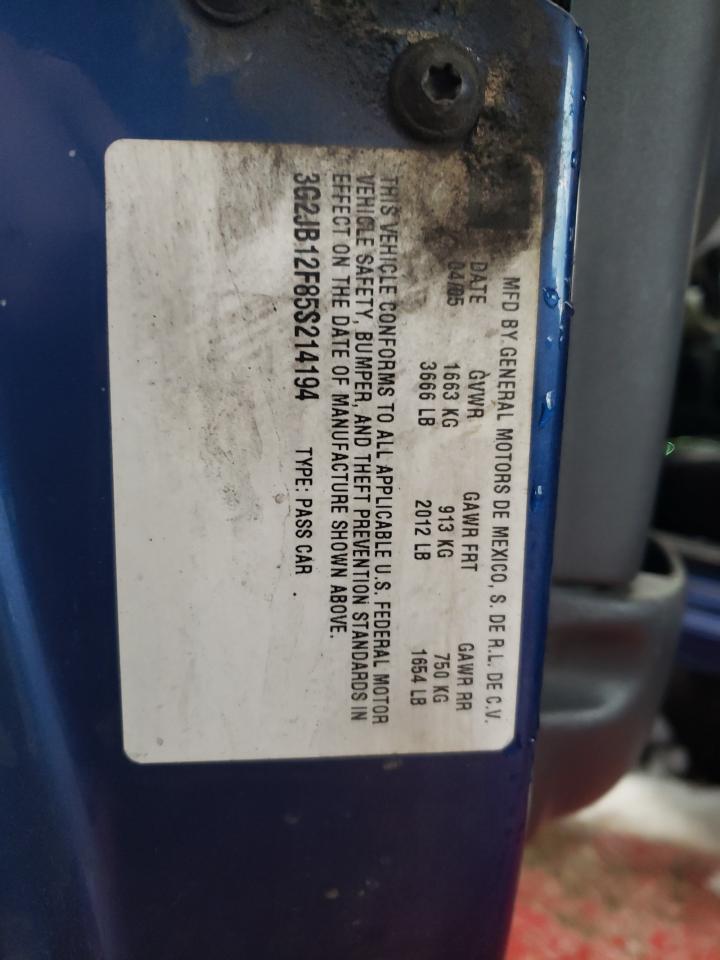 MFD BY GENERAL MOTORS DE MEXICO, S. DE R.L. DE C.V.
DATE GVWR GAWR FRT GAWR RR
04/05 1663 KG 913 KG 750 KG
3666 LB 2012 LB 1654 LB
THIS VEHICLE CONFORMS TO ALL APPLICABLE U.S. FEDERAL MOTOR
VEHICLE SAFETY, BUMPER, AND THEFT PREVENTION STANDARDS IN
EFFECT ON THE DATE OF MANUFACTURE SHOWN ABOVE.
3G2JB12F85S214194 TYPE: PASS CAR